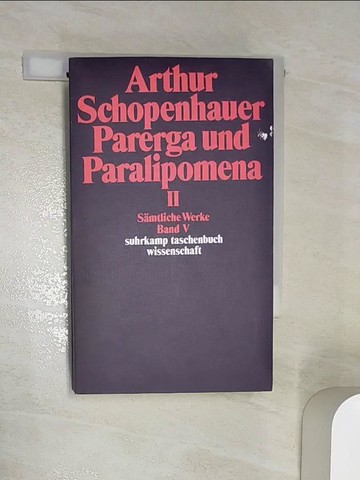 Arthur
Schopenhauer
Parerga und
Paralipomena
II
Sämtliche Werke
Band V
suhrkamp taschenbuch
wissenschaft